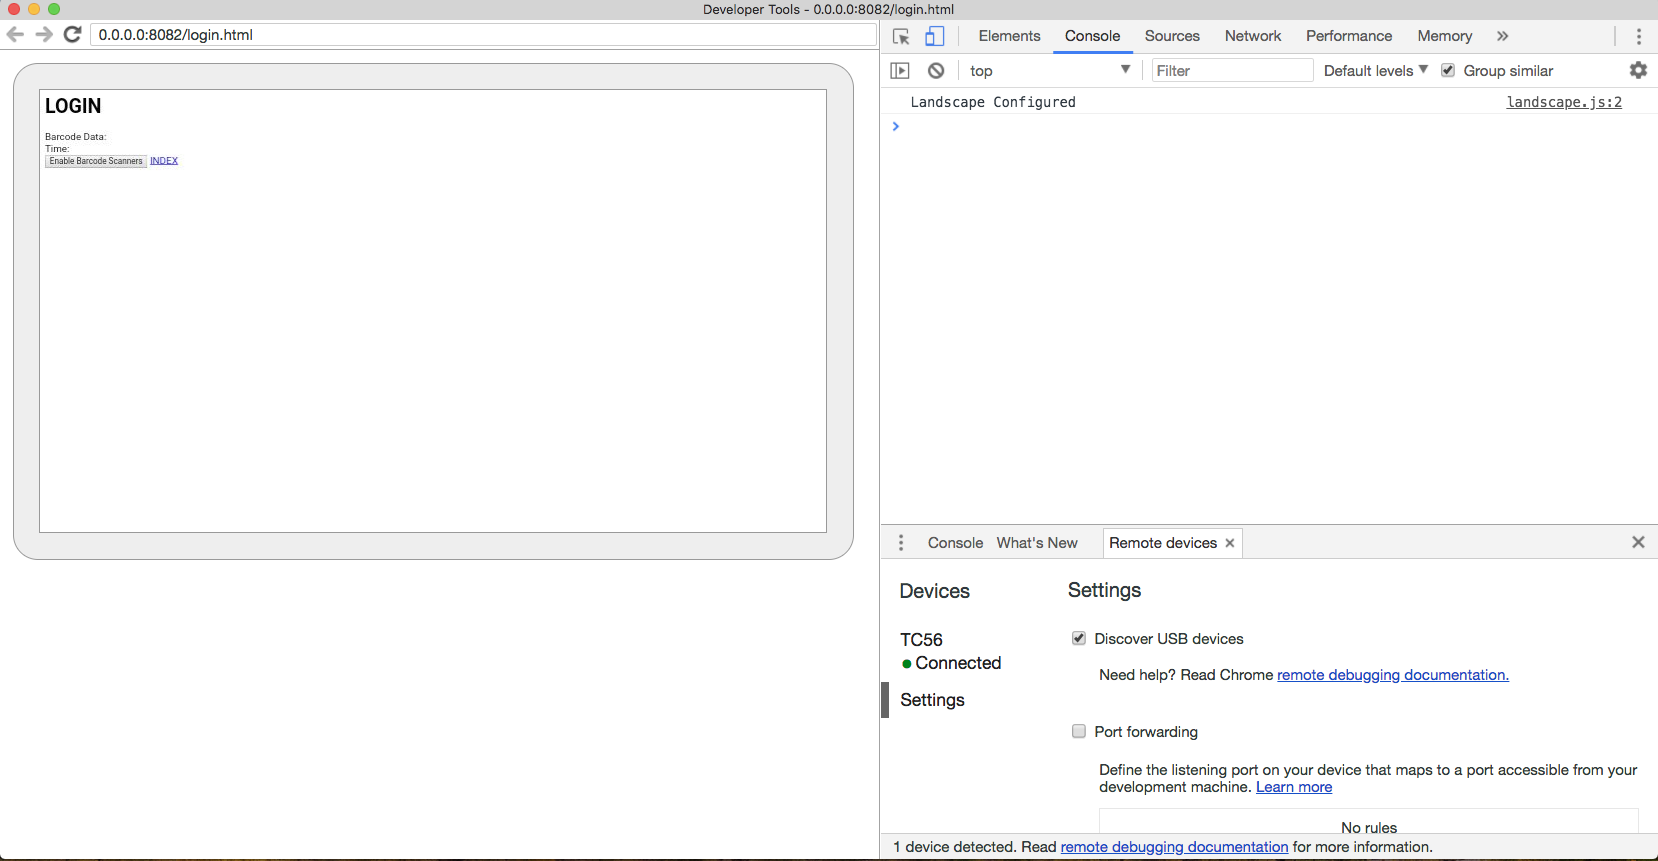 Developer Tools - 0.0.0.0:8082/login.html
0.0.0.0:8082/login.html
LOGIN
Barcode Data:
Time:
Enable Barcode Scanners INDEX
Elements Console Sources Network Performance Memory »
top ▼ Filter Default levels ▼ Group similar
Landscape Configured landscape.js:2
Console What's New Remote devices ×
Devices
TC56
Connected
Settings
Settings
Discover USB devices
Need help? Read Chrome remote debugging documentation.
Port forwarding
Define the listening port on your device that maps to a port accessible from your
development machine. Learn more
No rules
1 device detected. Read remote debugging documentation for more information.